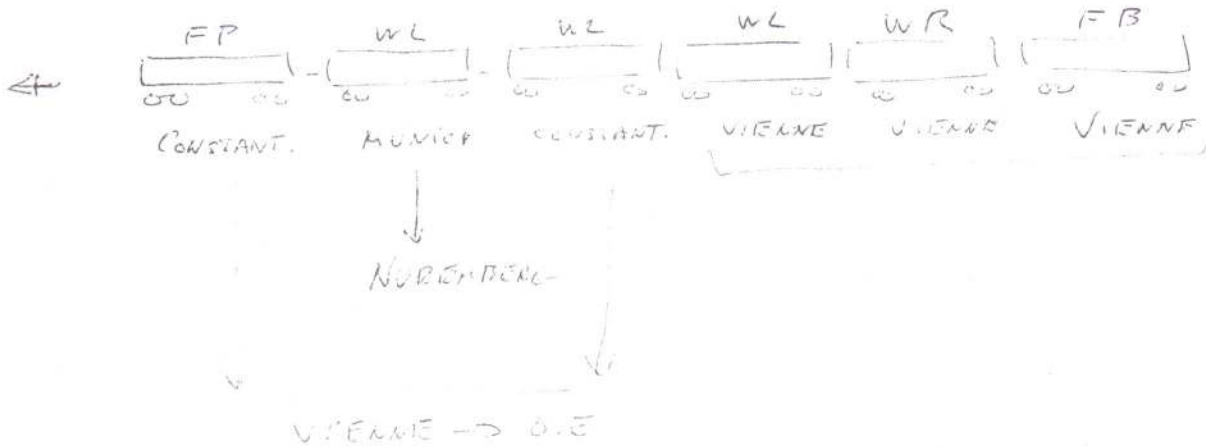 FP WL WL WL WR FB
CONSTANT. MUNICH CONSTANT. VIENNE VIENNE VIENNE
NUREMBERG
VIENNE → O.E